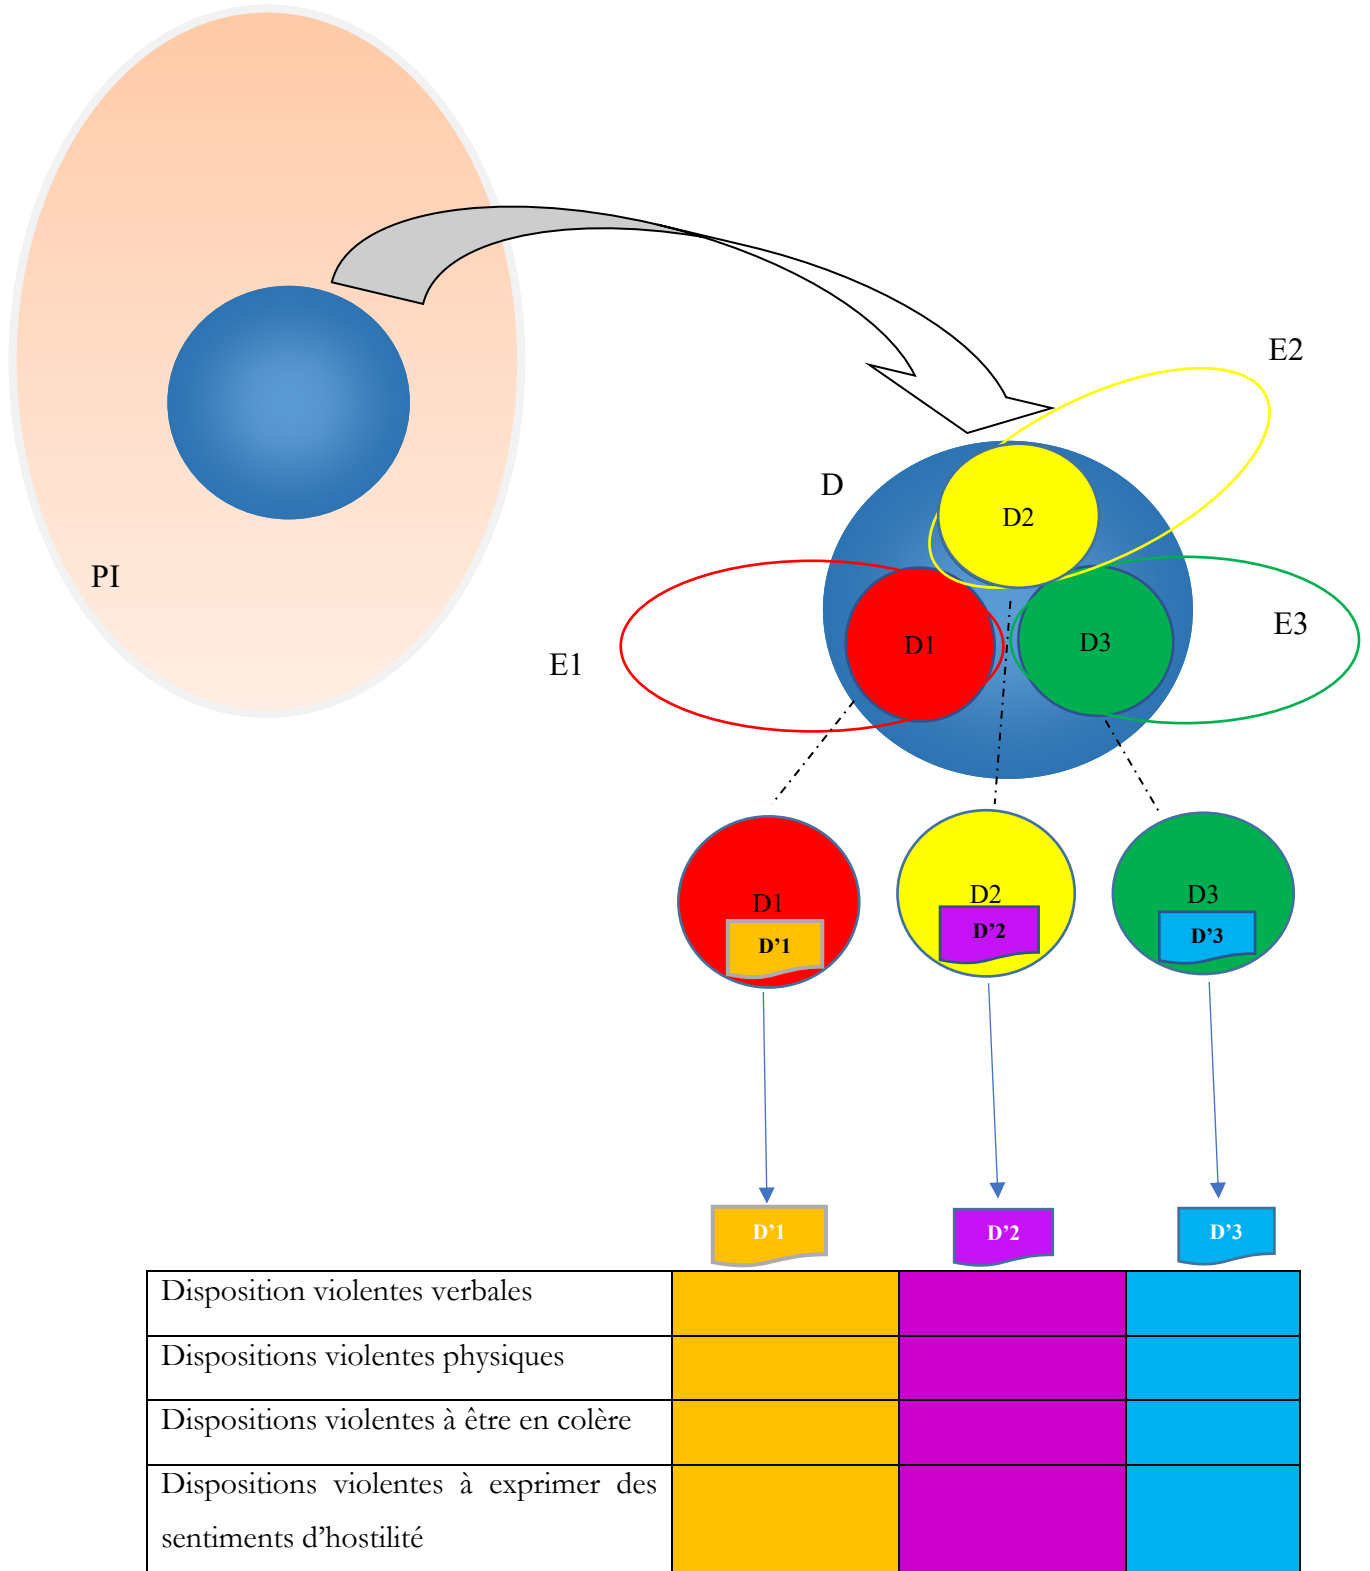 E2
D
D2
PI
E1
D1
D3
E3
D1
D2
D3
D’1
D’2
D’3
D’1
D’2
D’3
Disposition violentes verbales
Dispositions violentes physiques
Dispositions violentes à être en colère
Dispositions violentes à exprimer des
sentiments d’hostilité